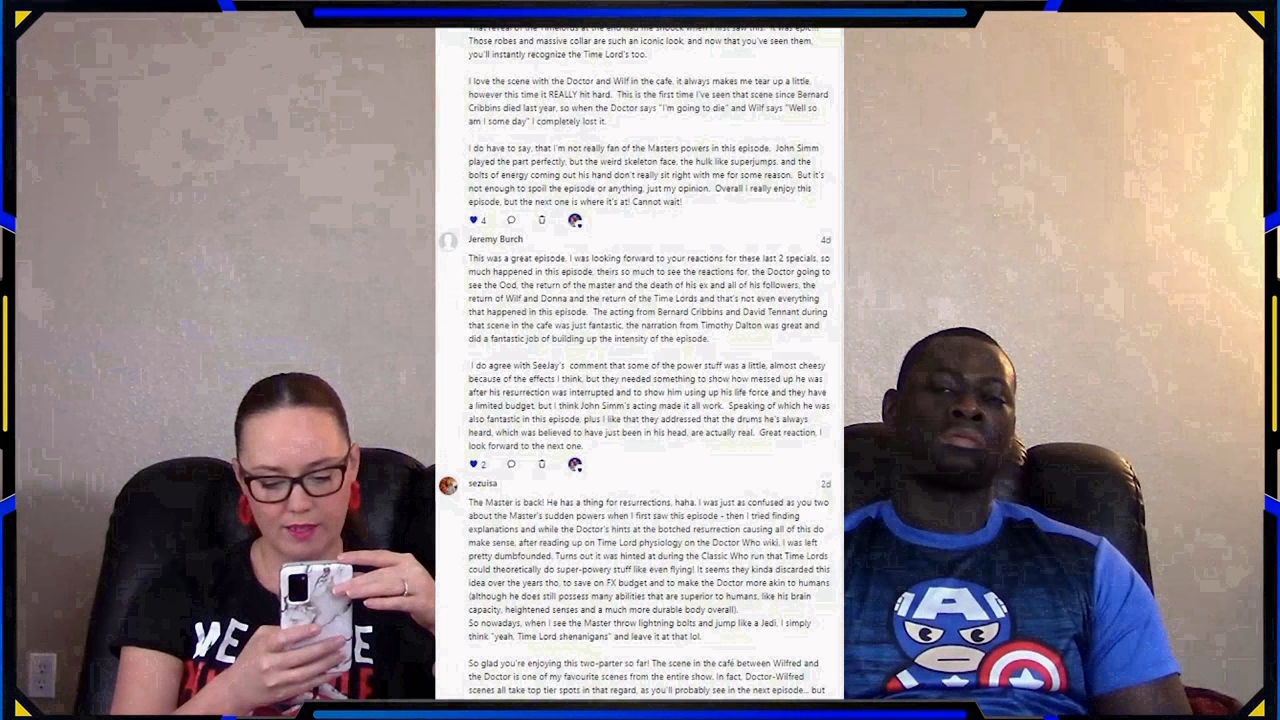 That reveal of the Timelords at the end had me shook when I first saw this. It was epic...
Those robes and massive collar are such an iconic look, and now that you've seen them,
you'll instantly recognize the Time Lord's too.
I love the scene with the Doctor and Wilf in the cafe, it always makes me tear up a little,
however this time it REALLY hit hard. This is the first time I've seen that scene since Bernard
Cribbins died last year, so when the Doctor says "I'm going to die" and Wilf says "Well so
am I some day" I completely lost it.
I do have to say, that I'm not really fan of the Masters powers in this episode. John Simm
played the part perfectly, but the weird skeleton face, the hulk like superjumps, and the
bolts of energy coming out his hand don't really sit right with me for some reason. But it's
not enough to spoil the episode or anything, just my opinion. Overall I really enjoy this
episode, but the next one is where it's at! Cannot wait!
4
Jeremy Burch 4d
This was a great episode. I was looking forward to your reactions for these last 2 specials, so
much happened in this episode, theirs so much to see the reactions for, the Doctor going to
see the Ood, the return of the master and the death of his ex and all of his followers, the
return of Wilf and Donna and the return of the Time Lords and that's not even everything
that happened in this episode. The acting from Bernard Cribbins and David Tennant during
that scene in the cafe was just fantastic, the narration from Timothy Dalton was great and
did a fantastic job of building up the intensity of the episode.
I do agree with SeeJay's comment that some of the power stuff was a little, almost cheesy
because of the effects I think, but they needed something to show how messed up he was
after his resurrection was interrupted and to show him using up his life force and they have
a limited budget, but I think John Simm's acting made it all work. Speaking of which he was
also fantastic in this episode, plus I like that they addressed that the drums he's always
heard, which was believed to have just been in his head, are actually real. Great reaction, I
look forward to the next one.
2
sezuisa 2d
The Master is back! He has a thing for resurrections, haha. I was just as confused as you two
about the Master's sudden powers when I first saw this episode - then I tried finding
explanations and while the Doctor's hints at the botched resurrection causing all of this do
make sense, after reading up on Time Lord physiology on the Doctor Who wiki, I was left
pretty dumbfounded. Turns out it was hinted at during the Classic Who run that Time Lords
could theoretically do super-powery stuff like even flying! It seems they kinda discarded this
idea over the years tho, to save on FX budget and to make the Doctor more akin to humans
(although he does still possess many abilities that are superior to humans, like his brain
capacity, heightened senses and a much more durable body overall).
So nowadays, when I see the Master throw lightning bolts and jump like a Jedi, I simply
think "yeah, Time Lord shenanigans" and leave it at that lol.
So glad you're enjoying this two-parter so far! The scene in the café between Wilfred and
the Doctor is one of my favourite scenes from the entire show. In fact, Doctor-Wilfred
scenes all take top tier spots in that regard, as you'll probably see in the next episode... but
WE
E
A